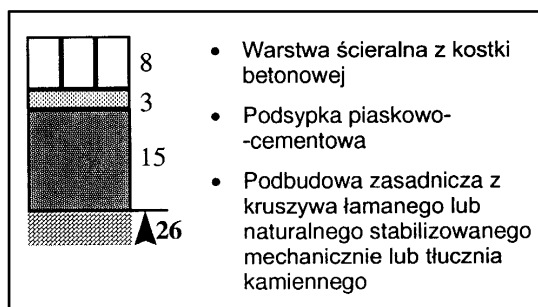 8
3
15
26
• Warstwa ścieralna z kostki
betonowej
• Podsypka piaskowo-
-cementowa
• Podbudowa zasadnicza z
kruszywa łamanego lub
naturalnego stabilizowanego
mechanicznie lub tłucznia
kamiennego